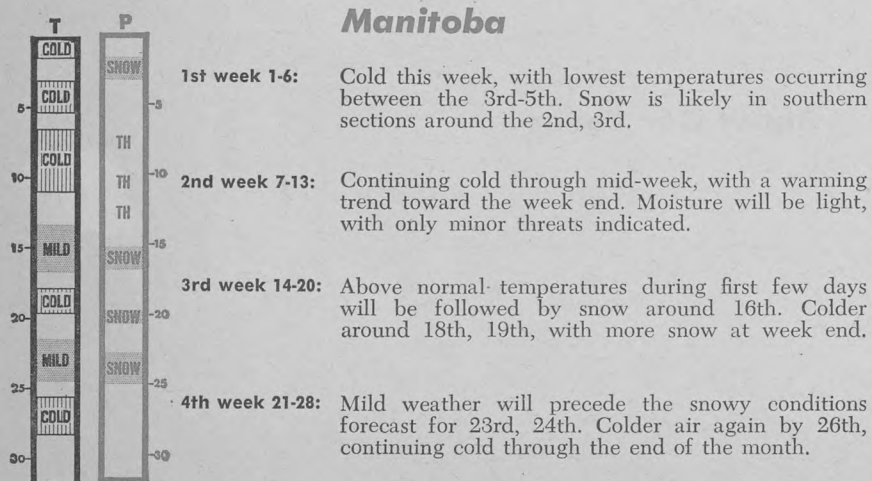 Manitoba
T
P
COLD
COLD
COLD
MILD
COLD
MILD
COLD
5-
10-
15-
20-
25-
30-
SNOW
TH
TH
TH
SNOW
SNOW
SNOW
-5
-10
-15
-20
-25
-30
1st week 1-6: Cold this week, with lowest temperatures occurring
between the 3rd-5th. Snow is likely in southern
sections around the 2nd, 3rd.
2nd week 7-13: Continuing cold through mid-week, with a warming
trend toward the week end. Moisture will be light,
with only minor threats indicated.
3rd week 14-20: Above normal temperatures during first few days
will be followed by snow around 16th. Colder
around 18th, 19th, with more snow at week end.
4th week 21-28: Mild weather will precede the snowy conditions
forecast for 23rd, 24th. Colder air again by 26th,
continuing cold through the end of the month.